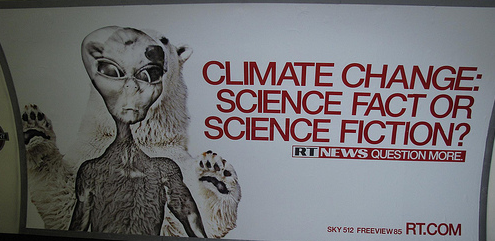 CLIMATE CHANGE:
SCIENCE FACT OR
SCIENCE FICTION?
RT NEWS QUESTION MORE.
SKY 512 FREEVIEW 85 RT.COM